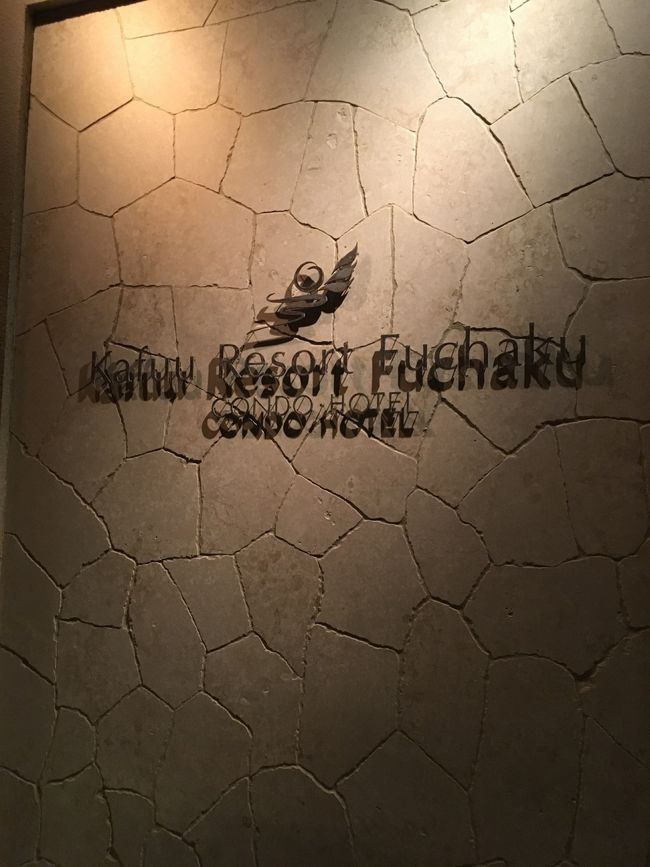 Kafuu Resort Fuchaku
CONDO HOTEL